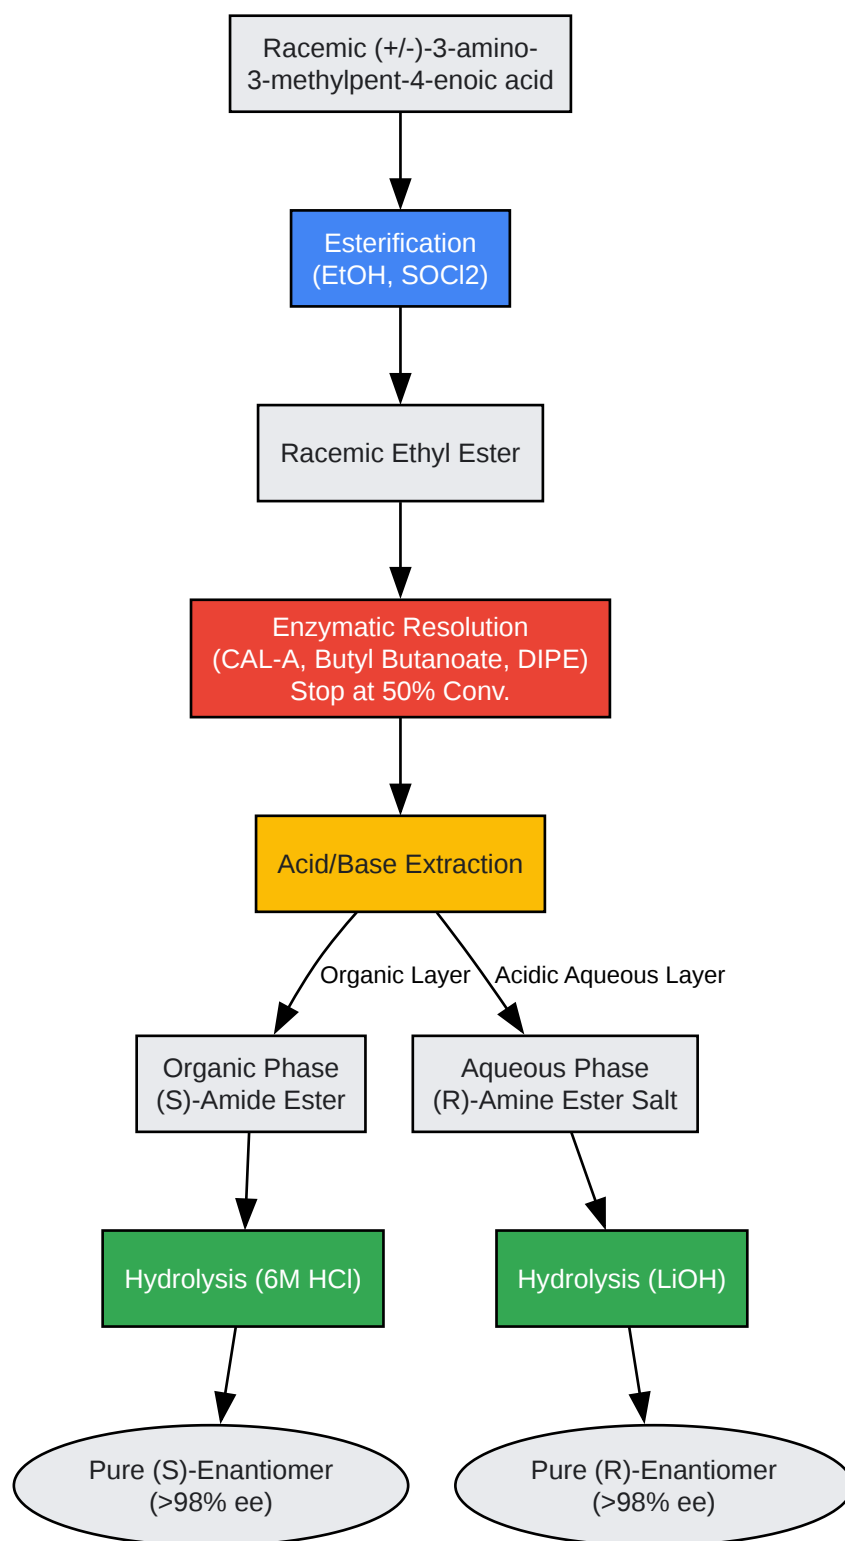 Racemic (+/-)-3-amino-
3-methylpent-4-enoic acid
Esterification
(EtOH, SOCl2)
Racemic Ethyl Ester
Enzymatic Resolution
(CAL-A, Butyl Butanoate, DIPE)
Stop at 50% Conv.
Acid/Base Extraction
Organic Layer
Acidic Aqueous Layer
Organic Phase
(S)-Amide Ester
Aqueous Phase
(R)-Amine Ester Salt
Hydrolysis (6M HCl)
Hydrolysis (LiOH)
Pure (S)-Enantiomer
(>98% ee)
Pure (R)-Enantiomer
(>98% ee)